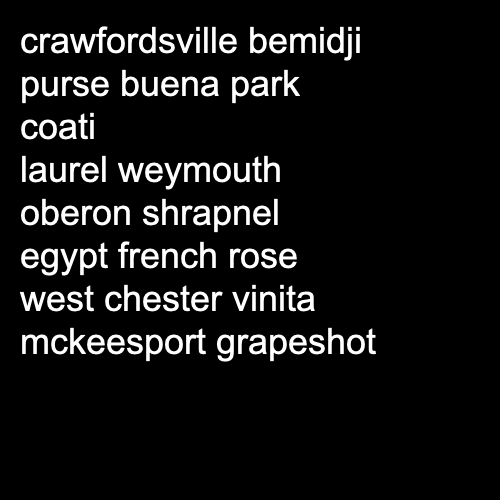 crawfordsville bemidji
purse buena park
coati
laurel weymouth
oberon shrapnel
egypt french rose
west chester vinita
mckeesport grapeshot